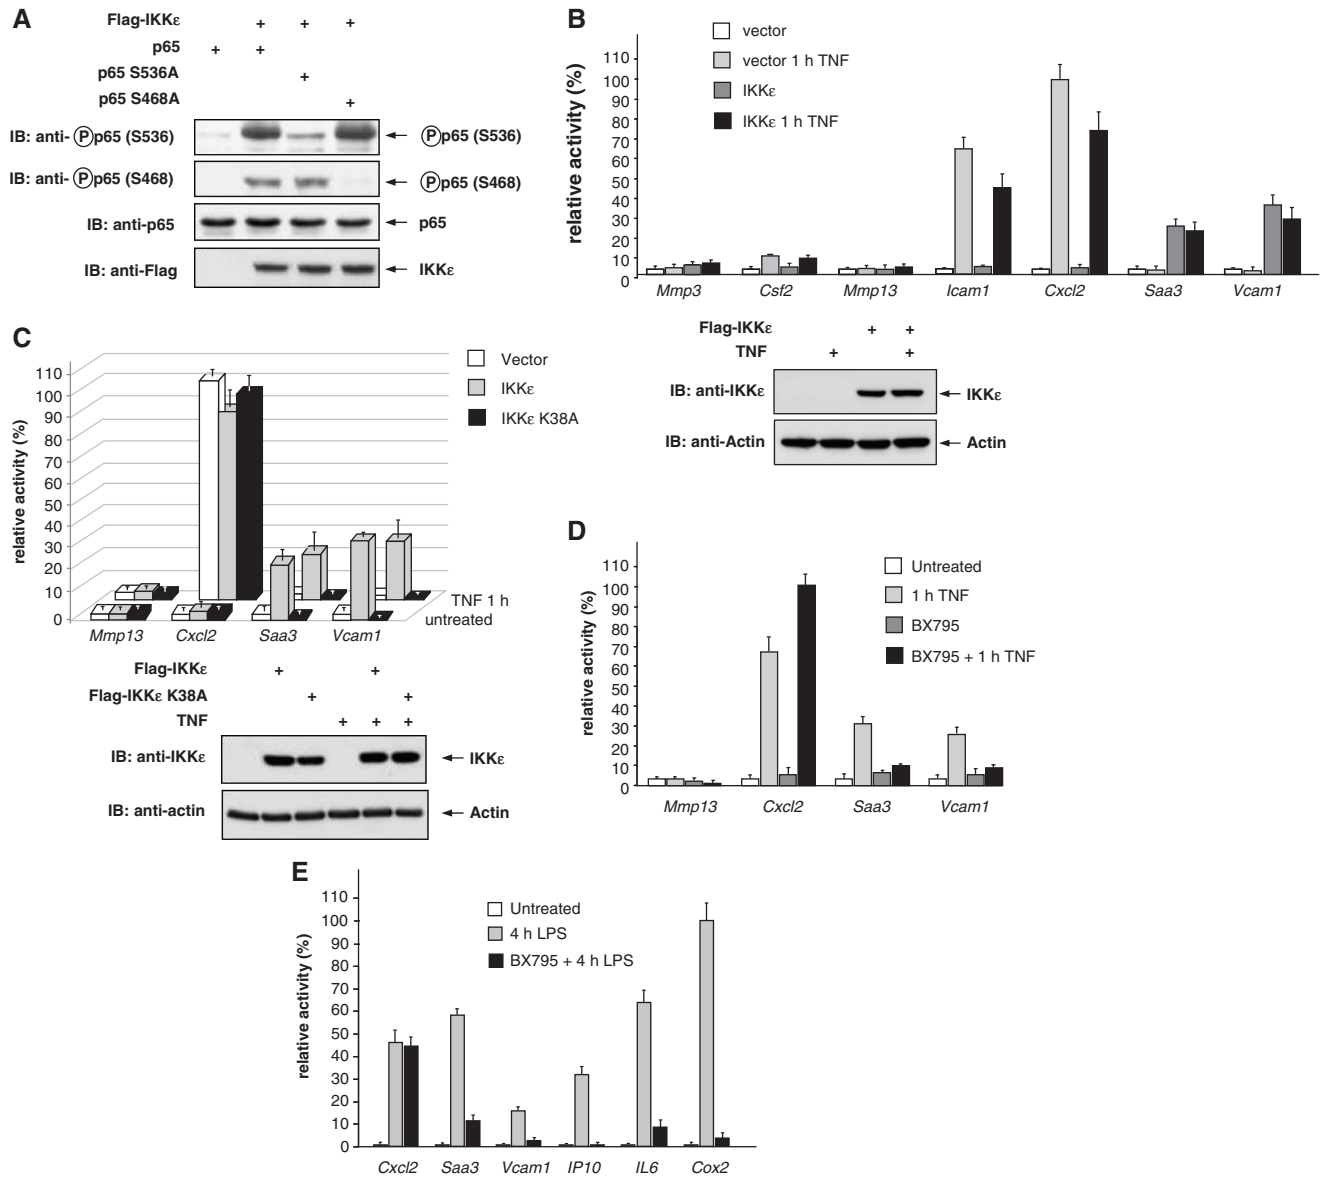 A
Flag-IKKε + + +
p65 + +
p65 S536A +
p65 S468A +
IB: anti- Ⓟp65 (S536) Ⓟp65 (S536)
IB: anti- Ⓟp65 (S468) Ⓟp65 (S468)
IB: anti-p65 p65
IB: anti-Flag IKKε
B
vector
vector 1 h TNF
IKKε
IKKε 1 h TNF
relative activity (%)
110
100
90
80
70
60
50
40
30
20
10
0
Mmp3 Csf2 Mmp13 Icam1 Cxcl2 Saa3 Vcam1
Flag-IKKε + +
TNF + +
IB: anti-IKKε IKKε
IB: anti-Actin Actin
C
Vector
IKKε
IKKε K38A
relative activity (%)
110
100
90
80
70
60
50
40
30
20
10
0
TNF 1 h
untreated
Mmp13 Cxcl2 Saa3 Vcam1
Flag-IKKε + +
Flag-IKKε K38A + +
TNF + + +
IB: anti-IKKε IKKε
IB: anti-actin Actin
D
Untreated
1 h TNF
BX795
BX795 + 1 h TNF
relative activity (%)
110
100
90
80
70
60
50
40
30
20
10
0
Mmp13 Cxcl2 Saa3 Vcam1
E
Untreated
4 h LPS
BX795 + 4 h LPS
relative activity (%)
110
100
90
80
70
60
50
40
30
20
10
0
Cxcl2 Saa3 Vcam1 IP10 IL6 Cox2